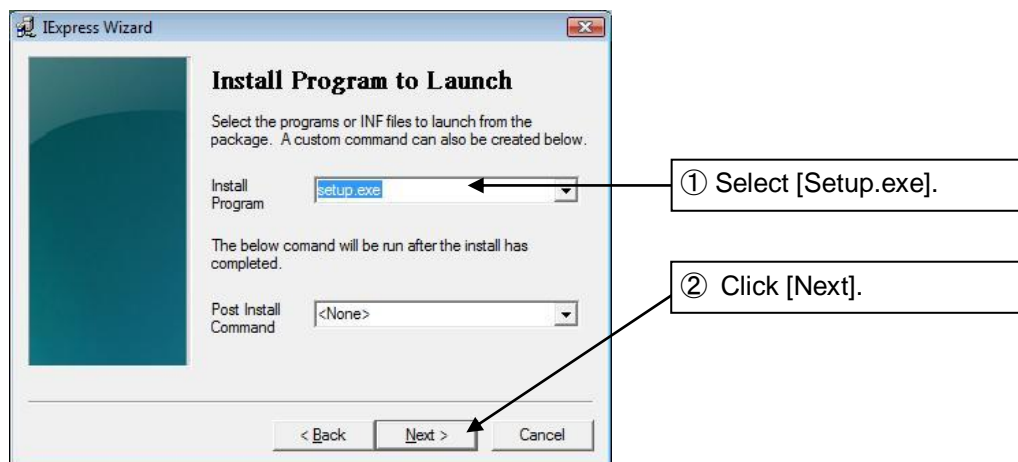 IExpress Wizard
Install Program to Launch
Select the programs or INF files to launch from the
package. A custom command can also be created below.
Install
Program
setup.exe
① Select [Setup.exe].
The below comand will be run after the install has
completed.
② Click [Next].
Post Install
Command
<None>
< Back
Next >
Cancel